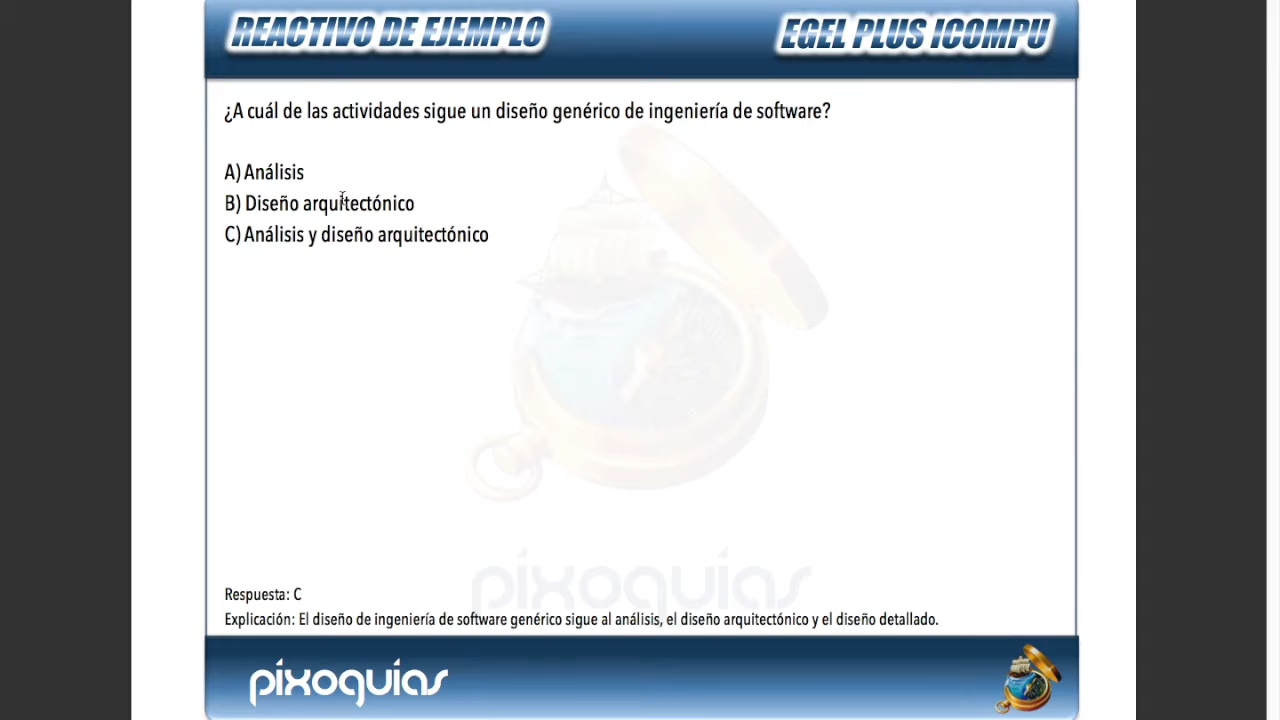 REACTIVO DE EJEMPLO
EGEL PLUS ICOMPU
¿A cuál de las actividades sigue un diseño genérico de ingeniería de software?
A) Análisis
B) Diseño arquitectónico
C) Análisis y diseño arquitectónico
pixoguias
Respuesta: C
Explicación: El diseño de ingeniería de software genérico sigue al análisis, el diseño arquitectónico y el diseño detallado.
pixoguias